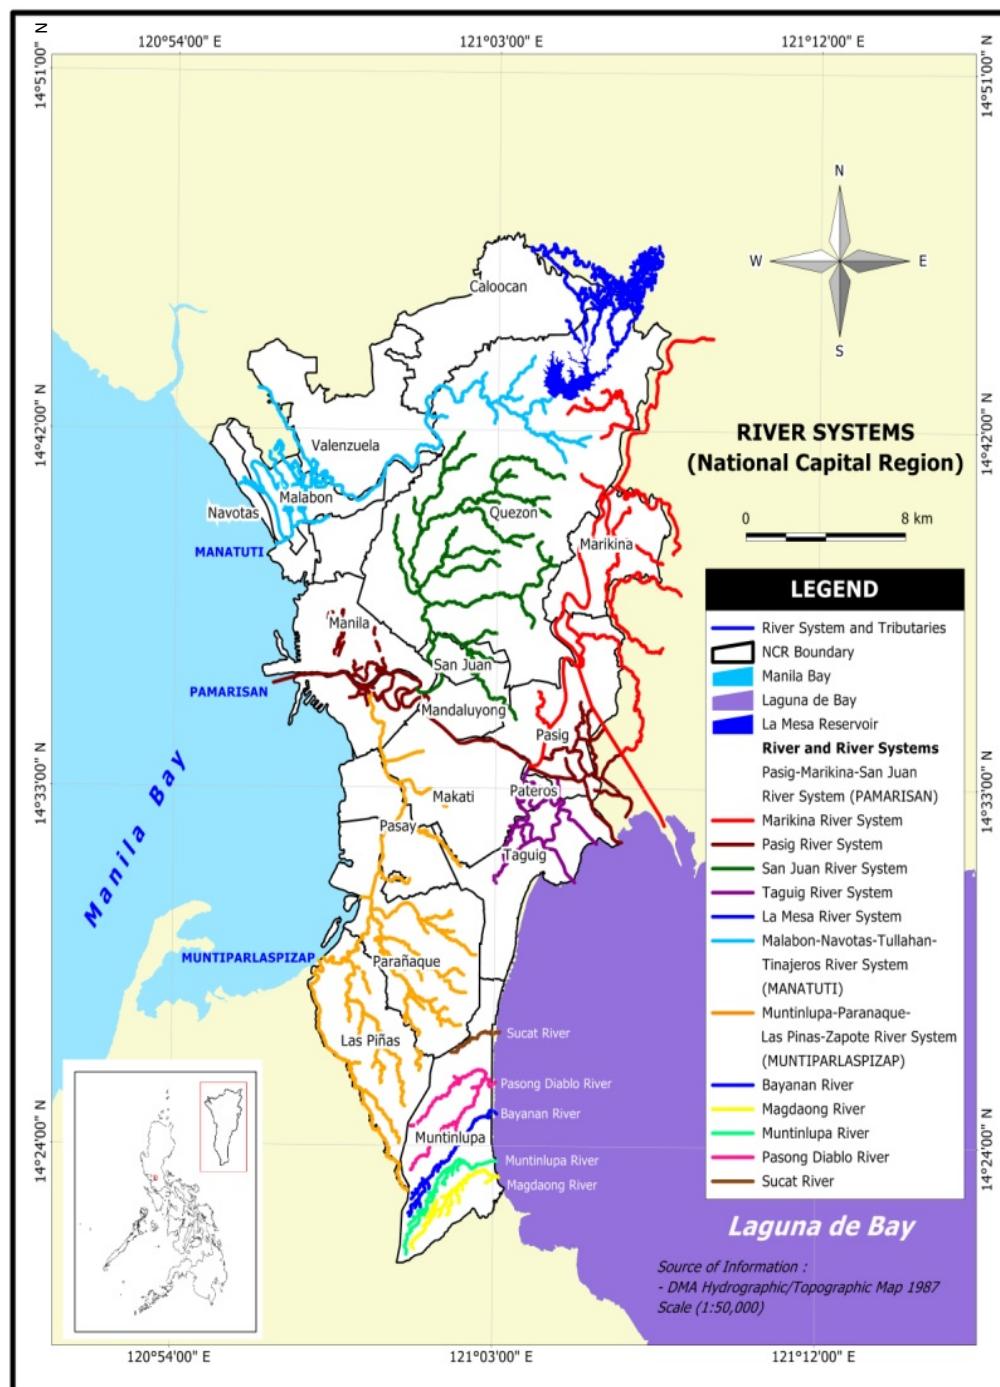 N
120°54'00" E
121°03'00" E
121°12'00" E
14°51'00" N
14°51'00" N
N
W
E
S
Caloocan
14°42'00" N
14°42'00" N
RIVER SYSTEMS
(National Capital Region)
Valenzuela
Malabon
Navotas
Quezon
0
8 km
MANATUTI
Marikina
Manila
San Juan
PAMARISAN
Mandaluyong
Pasig
Manila Bay
14°33'00" N
14°33'00" N
Makati
Pateros
Pasay
Taguig
MUNTIPARLASPIZAP
Parañaque
Las Piñas
Sucat River
Pasong Diablo River
Bayanan River
Muntinlupa
Muntinlupa River
Magdaong River
14°24'00" N
14°24'00" N
LEGEND
River System and Tributaries
NCR Boundary
Manila Bay
Laguna de Bay
La Mesa Reservoir
River and River Systems
Pasig-Marikina-San Juan
River System (PAMARISAN)
Marikina River System
Pasig River System
San Juan River System
Taguig River System
La Mesa River System
Malabon-Navotas-Tullahan-
Tinajeros River System
(MANATUTI)
Muntinlupa-Paranaque-
Las Pinas-Zapote River System
(MUNTIPARLASPIZAP)
Bayanan River
Magdaong River
Muntinlupa River
Pasong Diablo River
Sucat River
Laguna de Bay
Source of Information :
- DMA Hydrographic/Topographic Map 1987
Scale (1:50,000)
120°54'00" E
121°03'00" E
121°12'00" E